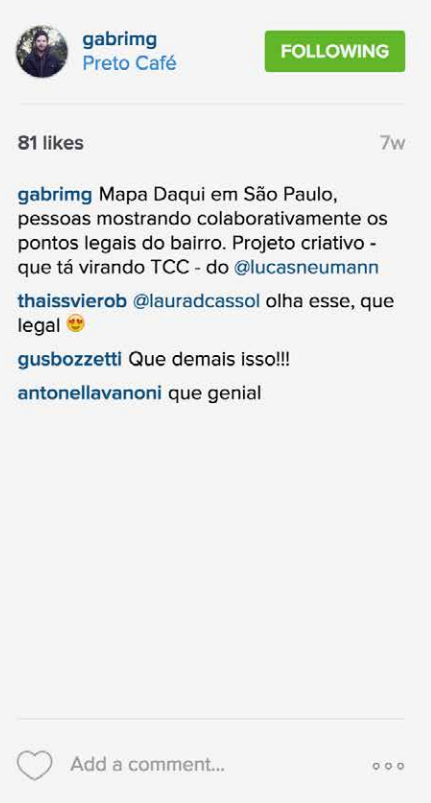 gabrimg
Preto Café
FOLLOWING
81 likes
7w
gabrimg Mapa Daqui em São Paulo,
pessoas mostrando colaborativamente os
pontos legais do bairro. Projeto criativo -
que tá virando TCC - do @lucasneumann
thaissvierob @lauradcassol olha esse, que
legal 😍
gusbozzetti Que demais isso!!!
antonellavanoni que genial
Add a comment...